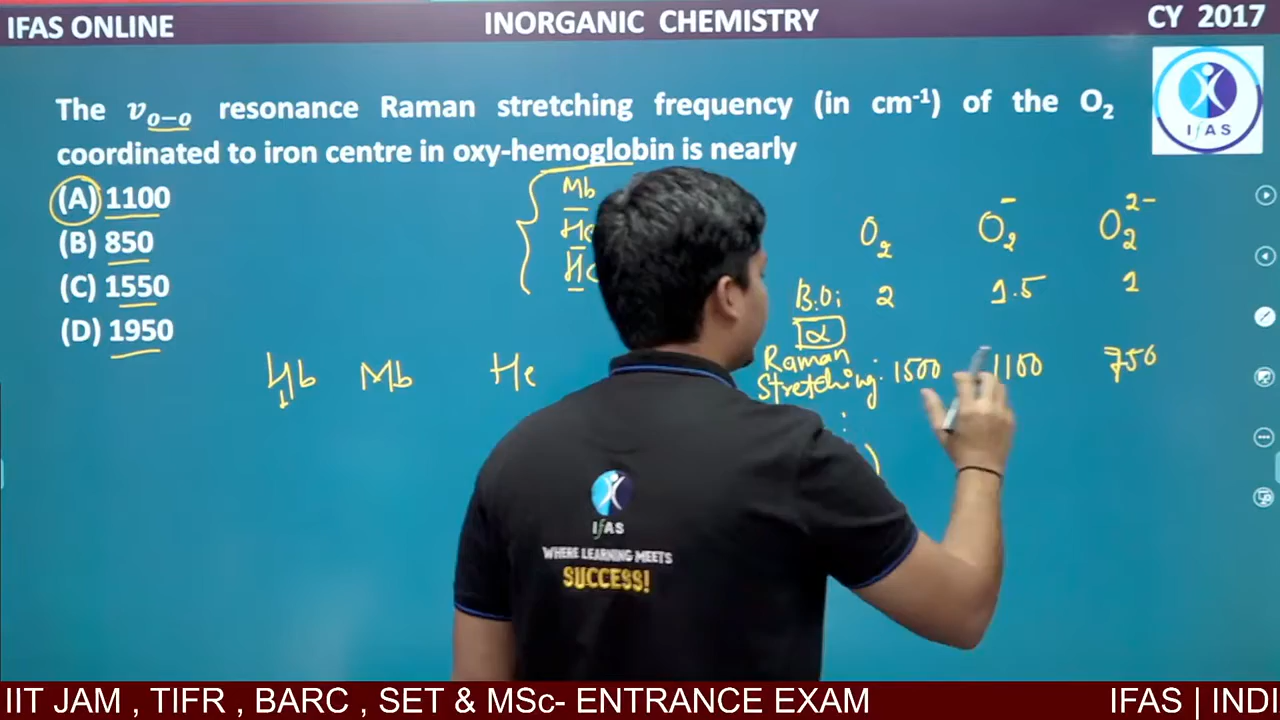 IFAS ONLINE
INORGANIC CHEMISTRY
CY 2017
The ν₀₋₀ resonance Raman stretching frequency (in cm⁻¹) of the O₂
coordinated to iron centre in oxy-hemoglobin is nearly
IFAS
(A) 1100
(B) 850
(C) 1550
(D) 1950
Mb
O₂ O₂⁻ O₂²⁻
B.O: 2 1.5 1
α
Raman
Stretching: 1500 1100 750
Hb Mb He
IFAS
WHERE LEARNING MEETS
SUCCESS!
IIT JAM , TIFR , BARC , SET & MSc- ENTRANCE EXAM
IFAS | INDI